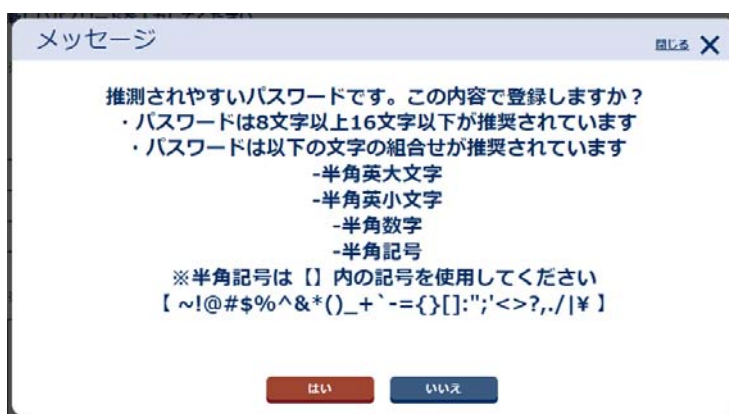 メッセージ
閉じる
推測されやすいパスワードです。この内容で登録しますか？
・パスワードは8文字以上16文字以下が推奨されています
・パスワードは以下の文字の組合せが推奨されています
-半角英大文字
-半角英小文字
-半角数字
-半角記号
※半角記号は【】内の記号を使用してください
【 ~!@#$%^&*()_+`-={}[]:";'<>?,./|¥ 】
はい
いいえ